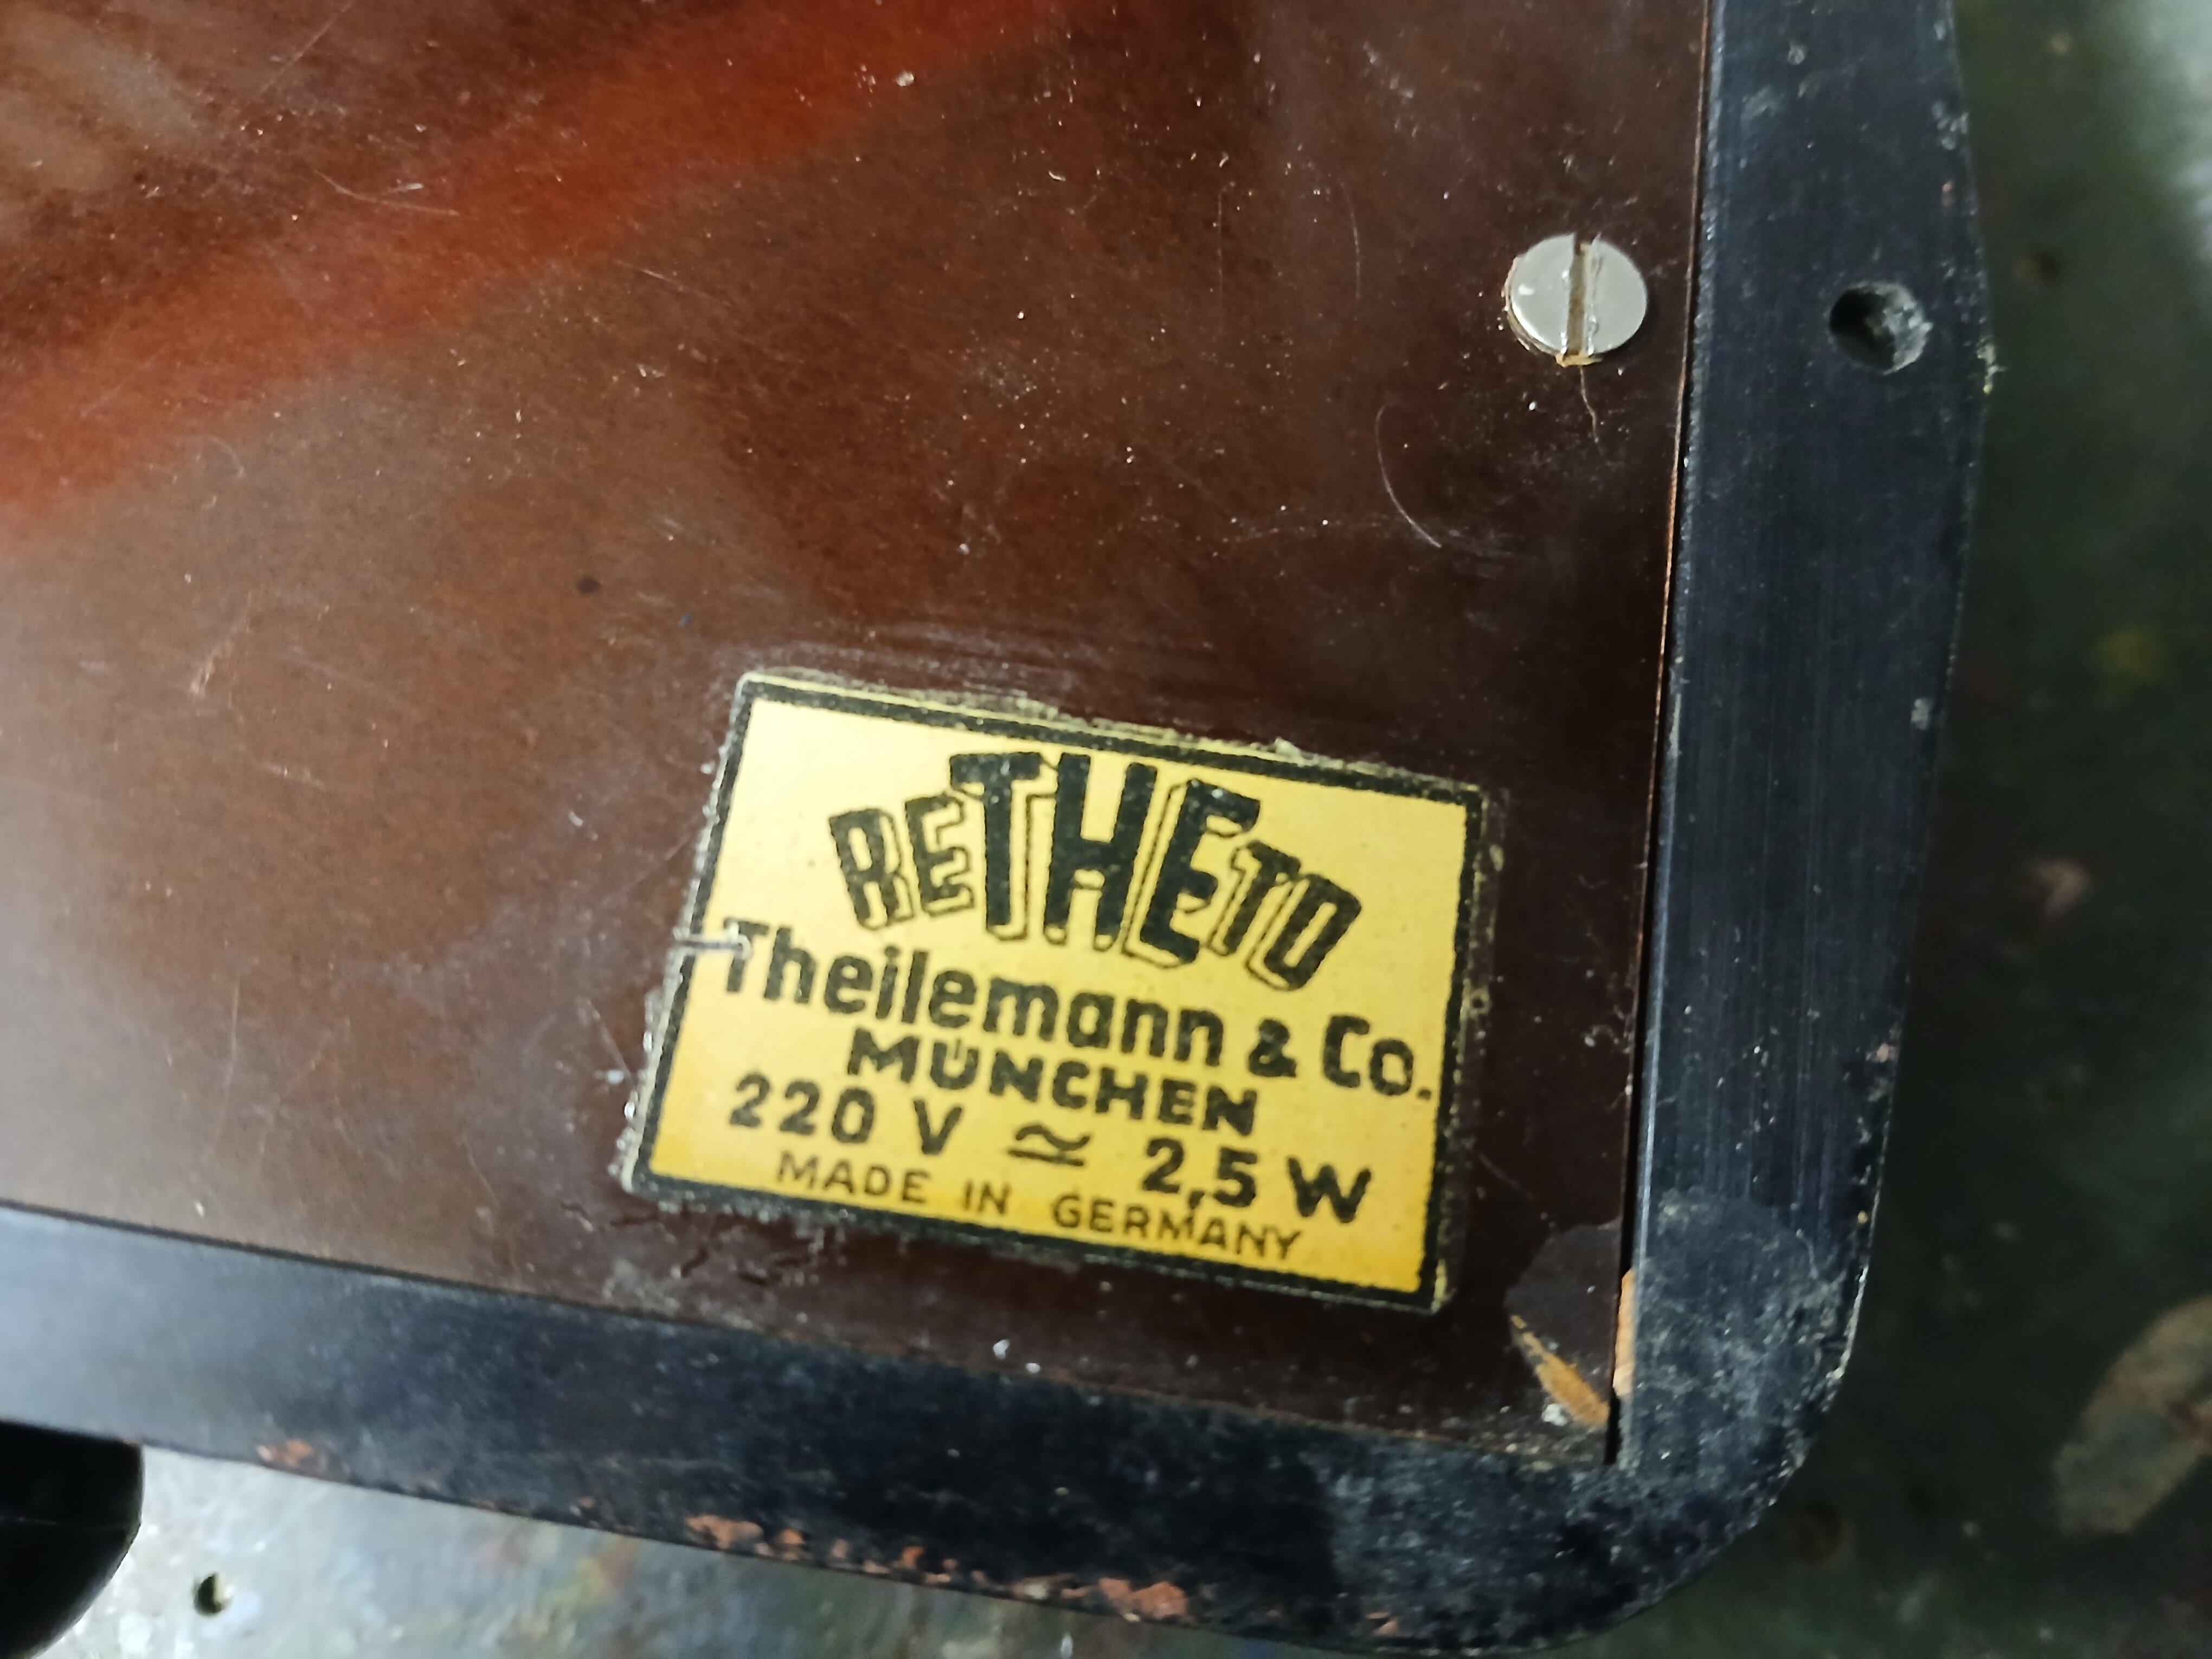 RETHETO
Theilemann & Co.
MÜNCHEN
220 V ≃ 2,5 W
MADE IN GERMANY